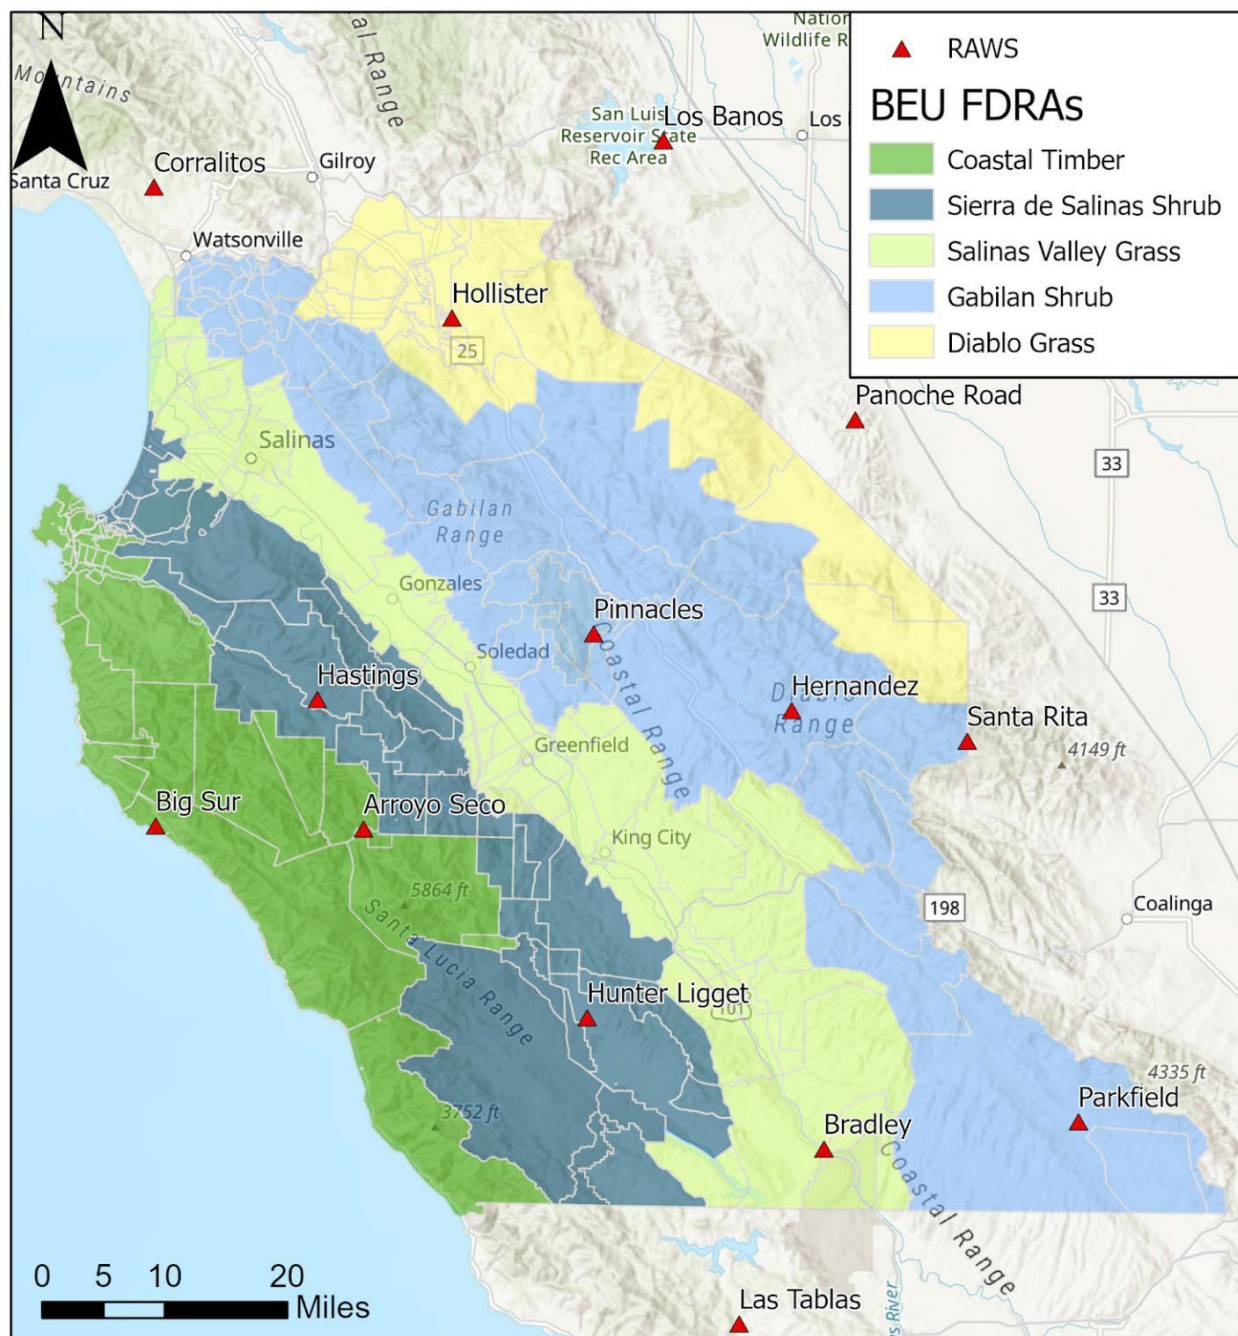 N
al Range
Mountains
Nation
Wildlife R
San Luis
Reservoir State
Rec Area
Los Banos
Los
Corralitos
Gilroy
Santa Cruz
Watsonville
RAWS
BEU FDRAs
Coastal Timber
Sierra de Salinas Shrub
Salinas Valley Grass
Gabilan Shrub
Diablo Grass
Hollister
25
Panoche Road
33
Salinas
Gabilan
Range
Gonzales
33
Pinnacles
Soledad
Coastal Range
Hastings
Hernandez
Diablo
Range
Santa Rita
4149 ft
Greenfield
Big Sur
Arroyo Seco
King City
5864 ft
198
Coalinga
Santa Lucia Range
Hunter Ligget
101
4335 ft
3752 ft
Parkfield
Bradley
Coastal Range
0 5 10 20
Miles
Las Tablas
s River